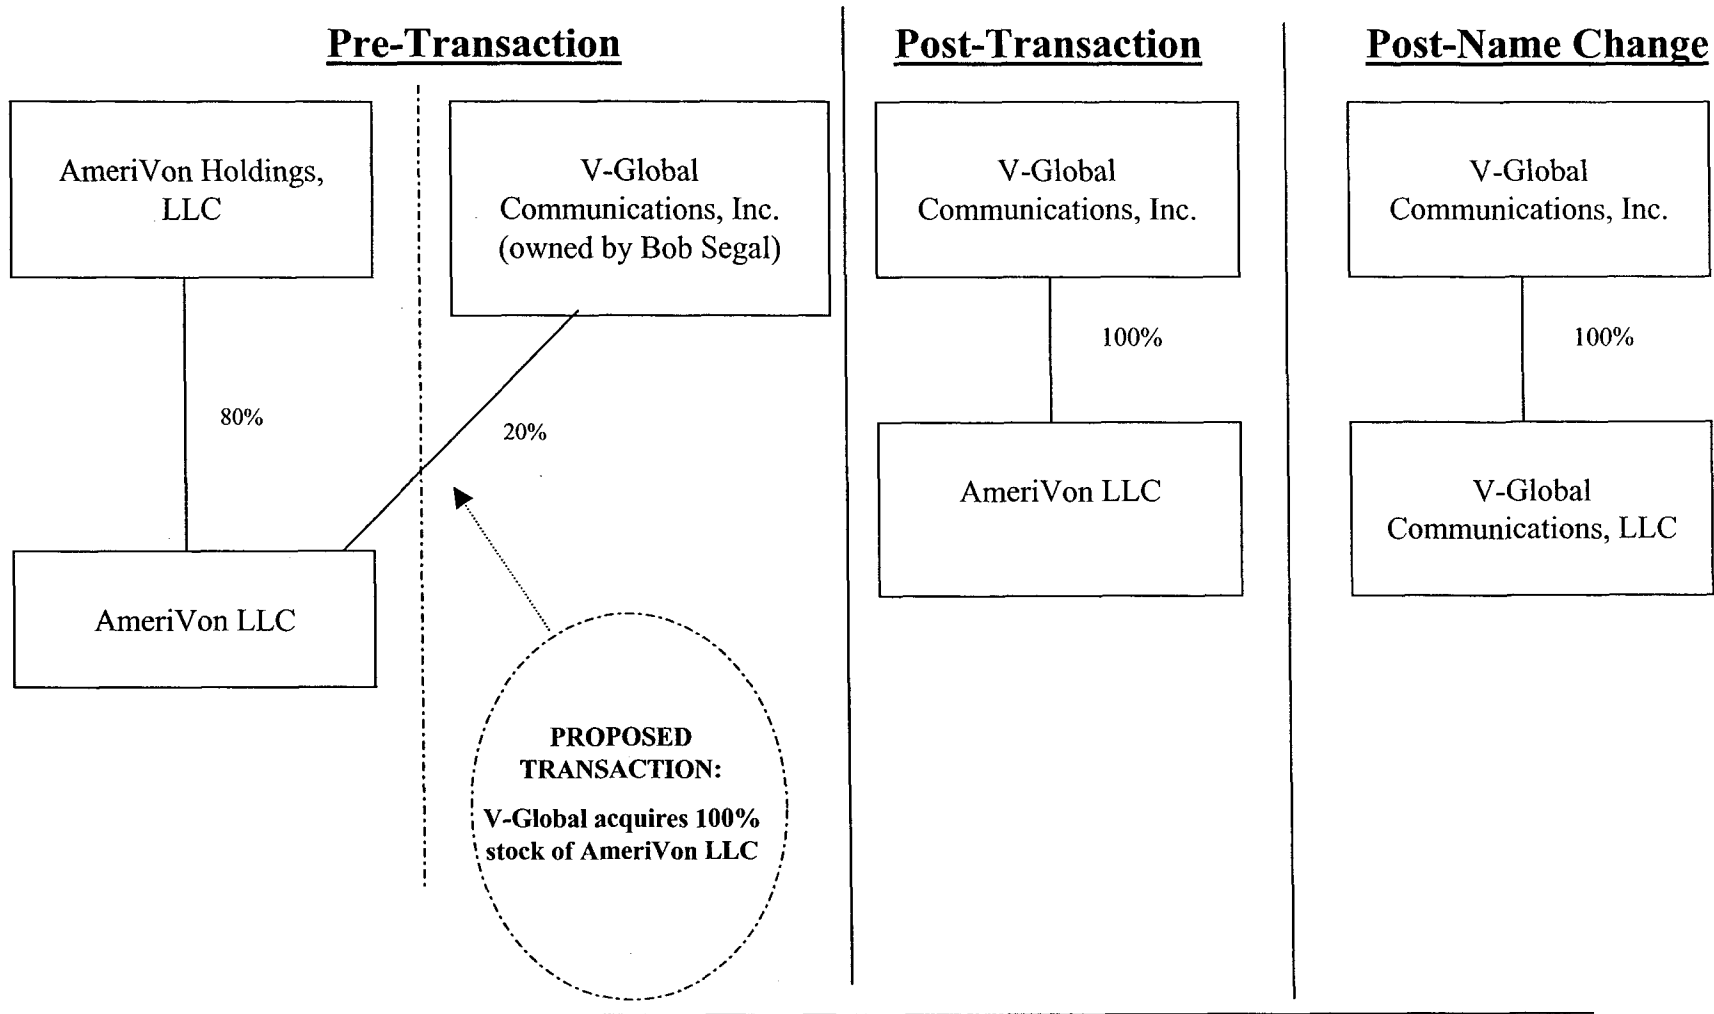 Pre-Transaction
AmeriVon Holdings,
LLC
V-Global
Communications, Inc.
(owned by Bob Segal)
80%
20%
AmeriVon LLC
PROPOSED
TRANSACTION:
V-Global acquires 100%
stock of AmeriVon LLC
Post-Transaction
V-Global
Communications, Inc.
100%
AmeriVon LLC
Post-Name Change
V-Global
Communications, Inc.
100%
V-Global
Communications, LLC